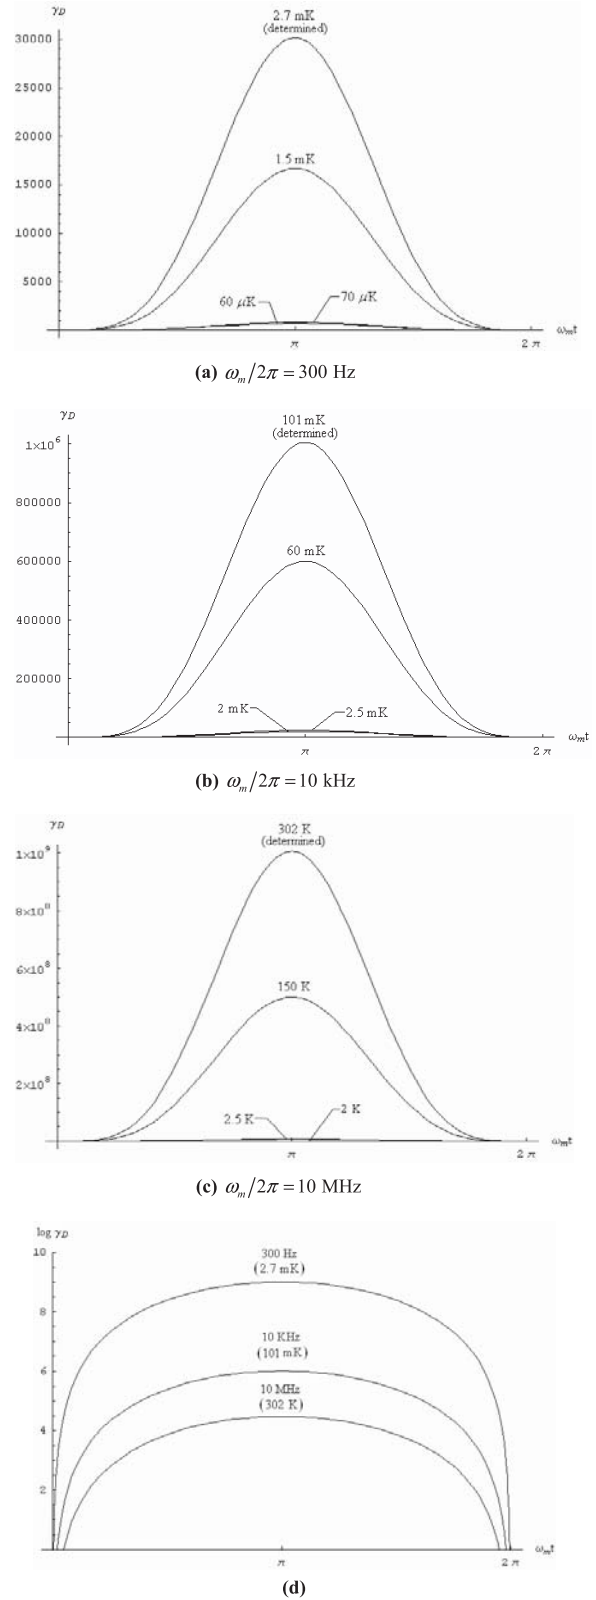 γD
2.7 mK
(determined)
30000
25000
20000
1.5 mK
15000
10000
5000
60 μK
70 μK
π
2 π
ωmt
(a) ωm/2π = 300 Hz
γD
101 mK
(determined)
1×10⁶
800000
60 mK
600000
400000
200000
2 mK
2.5 mK
π
2 π
ωmt
(b) ωm/2π = 10 kHz
γD
302 K
(determined)
1×10⁹
8×10⁸
6×10⁸
150 K
4×10⁸
2×10⁸
2.5 K
2 K
π
2 π
ωmt
(c) ωm/2π = 10 MHz
log γD
10
300 Hz
(2.7 mK)
8
10 KHz
(101 mK)
6
10 MHz
(302 K)
4
2
π
2 π
ωmt
(d)